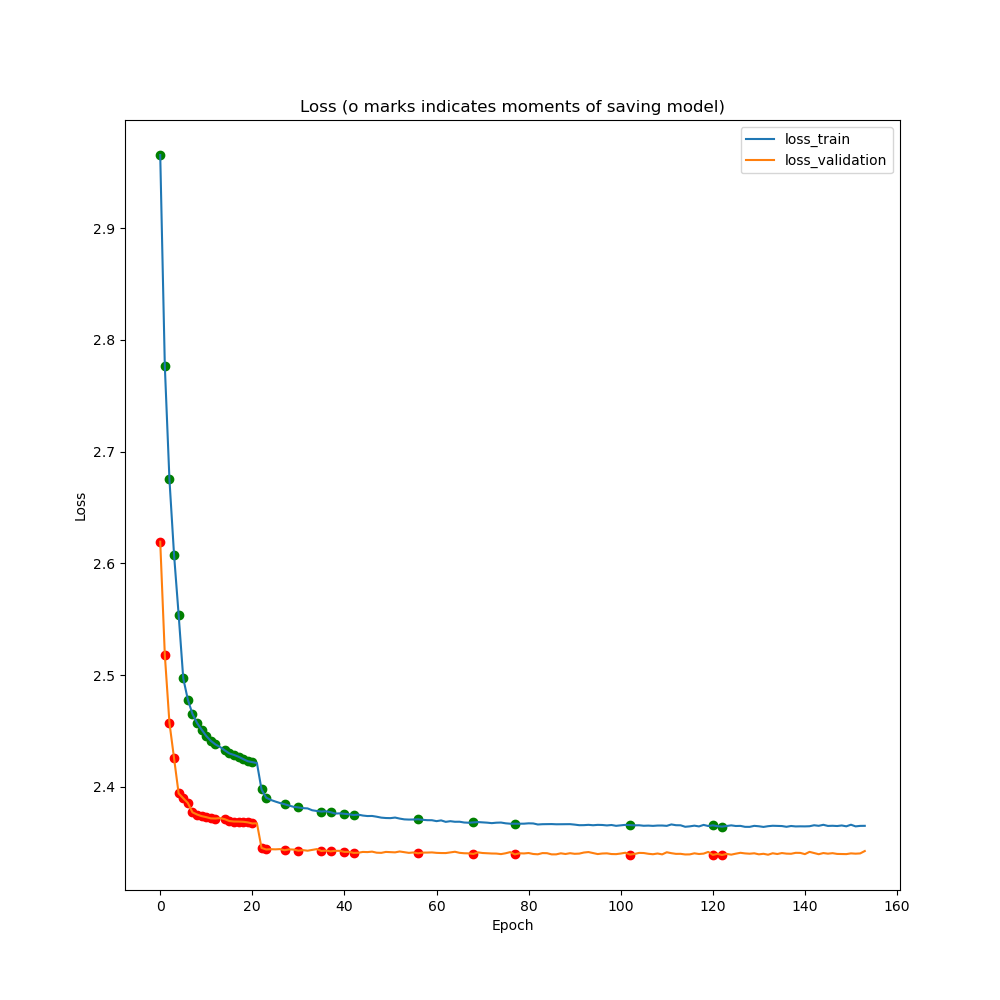 Loss (o marks indicates moments of saving model)
loss_train
loss_validation
2.9
2.8
2.7
2.6
2.5
2.4
Loss
0 20 40 60 80 100 120 140 160
Epoch